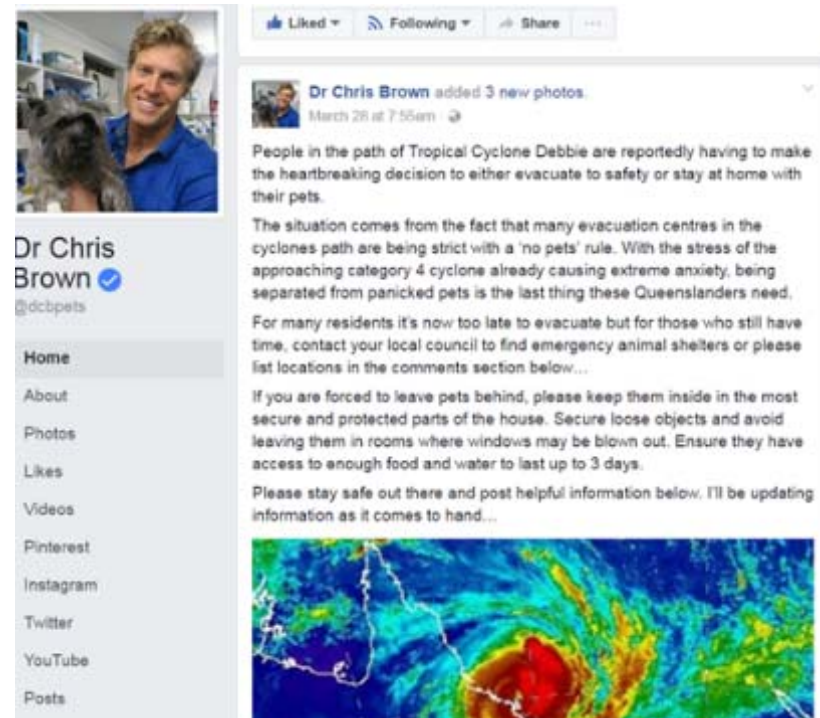 Liked
Following
Share
Dr Chris Brown added 3 new photos.
March 28 at 7:55am
People in the path of Tropical Cyclone Debbie are reportedly having to make
the heartbreaking decision to either evacuate to safety or stay at home with
their pets.
The situation comes from the fact that many evacuation centres in the
cyclones path are being strict with a 'no pets' rule. With the stress of the
approaching category 4 cyclone already causing extreme anxiety, being
separated from panicked pets is the last thing these Queenslanders need.
For many residents it's now too late to evacuate but for those who still have
time, contact your local council to find emergency animal shelters or please
list locations in the comments section below...
If you are forced to leave pets behind, please keep them inside in the most
secure and protected parts of the house. Secure loose objects and avoid
leaving them in rooms where windows may be blown out. Ensure they have
access to enough food and water to last up to 3 days.
Please stay safe out there and post helpful information below. I'll be updating
information as it comes to hand...
Dr Chris
Brown
@dcbpets
Home
About
Photos
Likes
Videos
Pinterest
Instagram
Twitter
YouTube
Posts